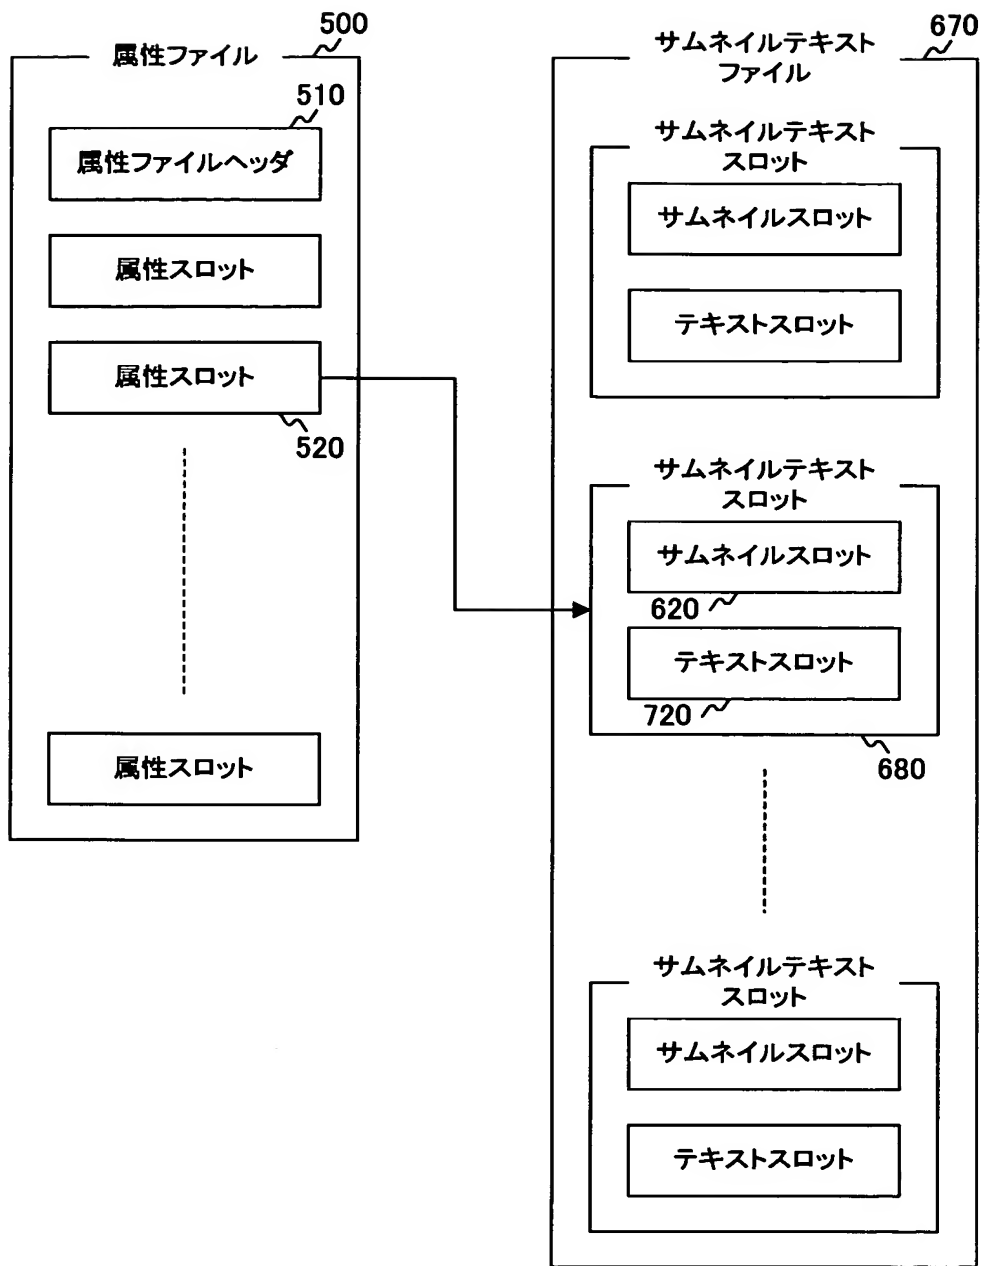 属性ファイル
500
510
属性ファイルヘッダ
属性スロット
属性スロット
520
属性スロット
サムネイルテキスト
ファイル
670
サムネイルテキスト
スロット
サムネイルスロット
テキストスロット
サムネイルテキスト
スロット
サムネイルスロット
620
テキストスロット
720
680
サムネイルテキスト
スロット
サムネイルスロット
テキストスロット